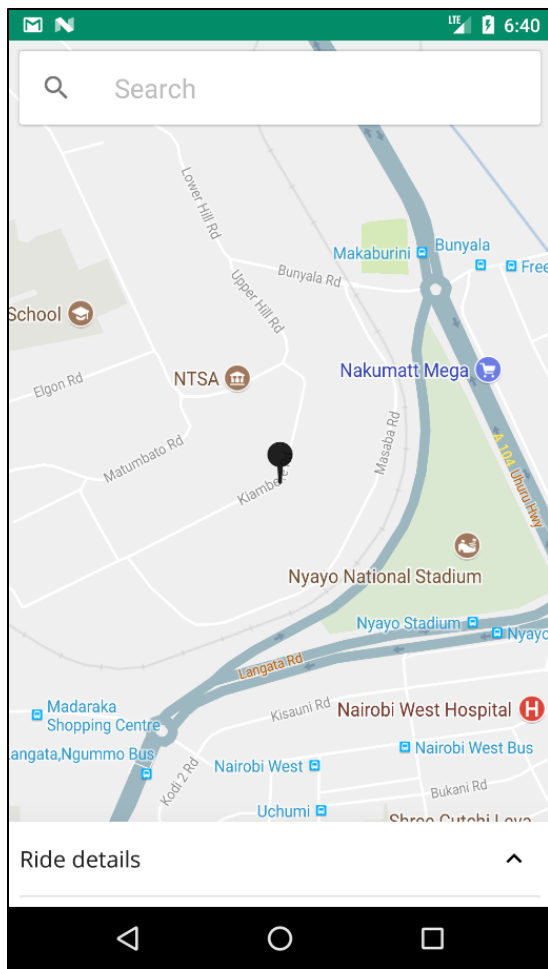 LTE 6:40
Search
Lower Hill Rd
Makaburini
Bunyala
Bunyala Rd
Free
Upper Hill Rd
School
NTSA
Nakumatt Mega
Elgon Rd
Masaba Rd
Matumbato Rd
A 104
Uhuru Hwy
Nyayo National Stadium
Nyayo Stadium
Nyayo
Langata Rd
Kisauni Rd
Nairobi West Hospital
H
Madaraka
Shopping Centre
Langata,Ngummo Bus
Nairobi West Bus
Nairobi West
Kodi 2 Rd
Bukani Rd
Uchumi
Ride details